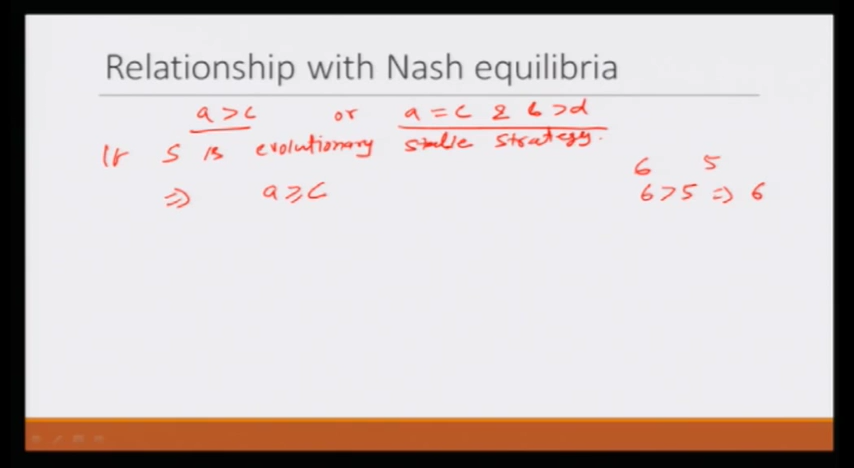 Relationship with Nash equilibria
a > c or a = c & b > d
If S is evolutionary stable strategy.
6 5
⇒ a ⩾ c 6 > 5 ⇒ 6